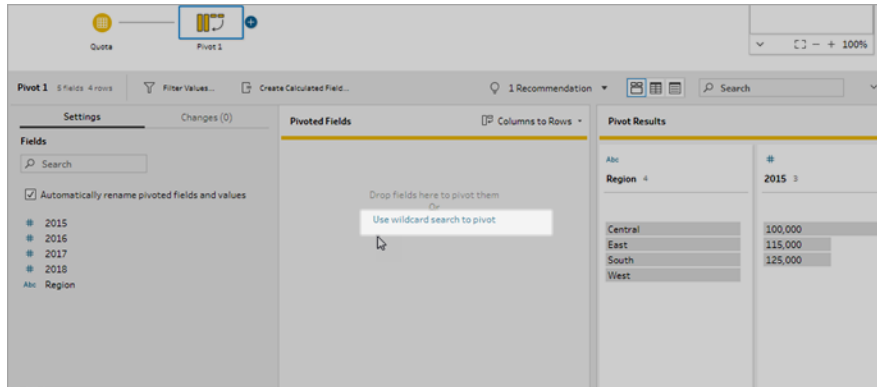 Quota
Pivot 1
100%
Pivot 1 5 fields 4 rows
Filter Values...
Create Calculated Field...
1 Recommendation
Search
Settings
Changes (0)
Fields
Search
Automatically rename pivoted fields and values
# 2015
# 2016
# 2017
# 2018
Abc Region
Pivoted Fields
Columns to Rows
Drop fields here to pivot them
Or
Use wildcard search to pivot
Pivot Results
Abc
Region 4
Central
East
South
West
#
2015 3
100,000
115,000
125,000